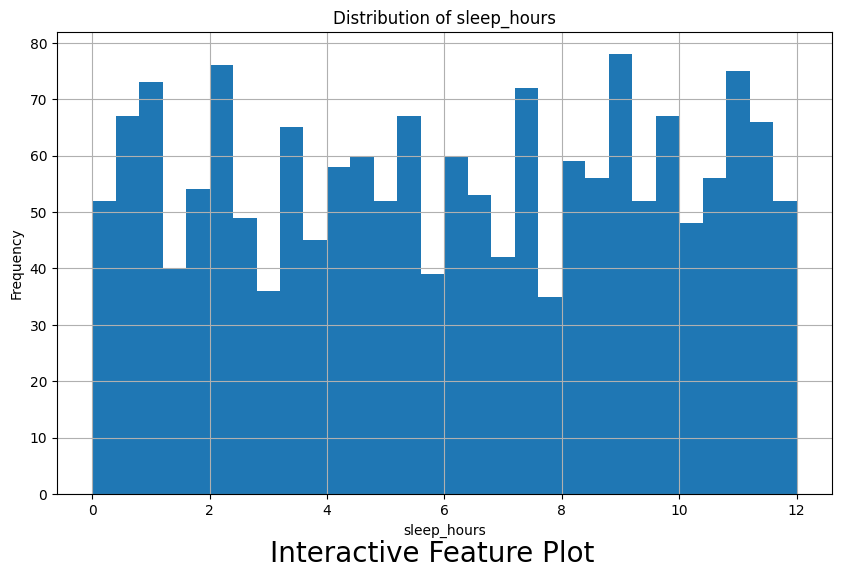 Distribution of sleep_hours
80
70
60
50
40
30
20
10
0
Frequency
0 2 4 6 8 10 12
sleep_hours
Interactive Feature Plot